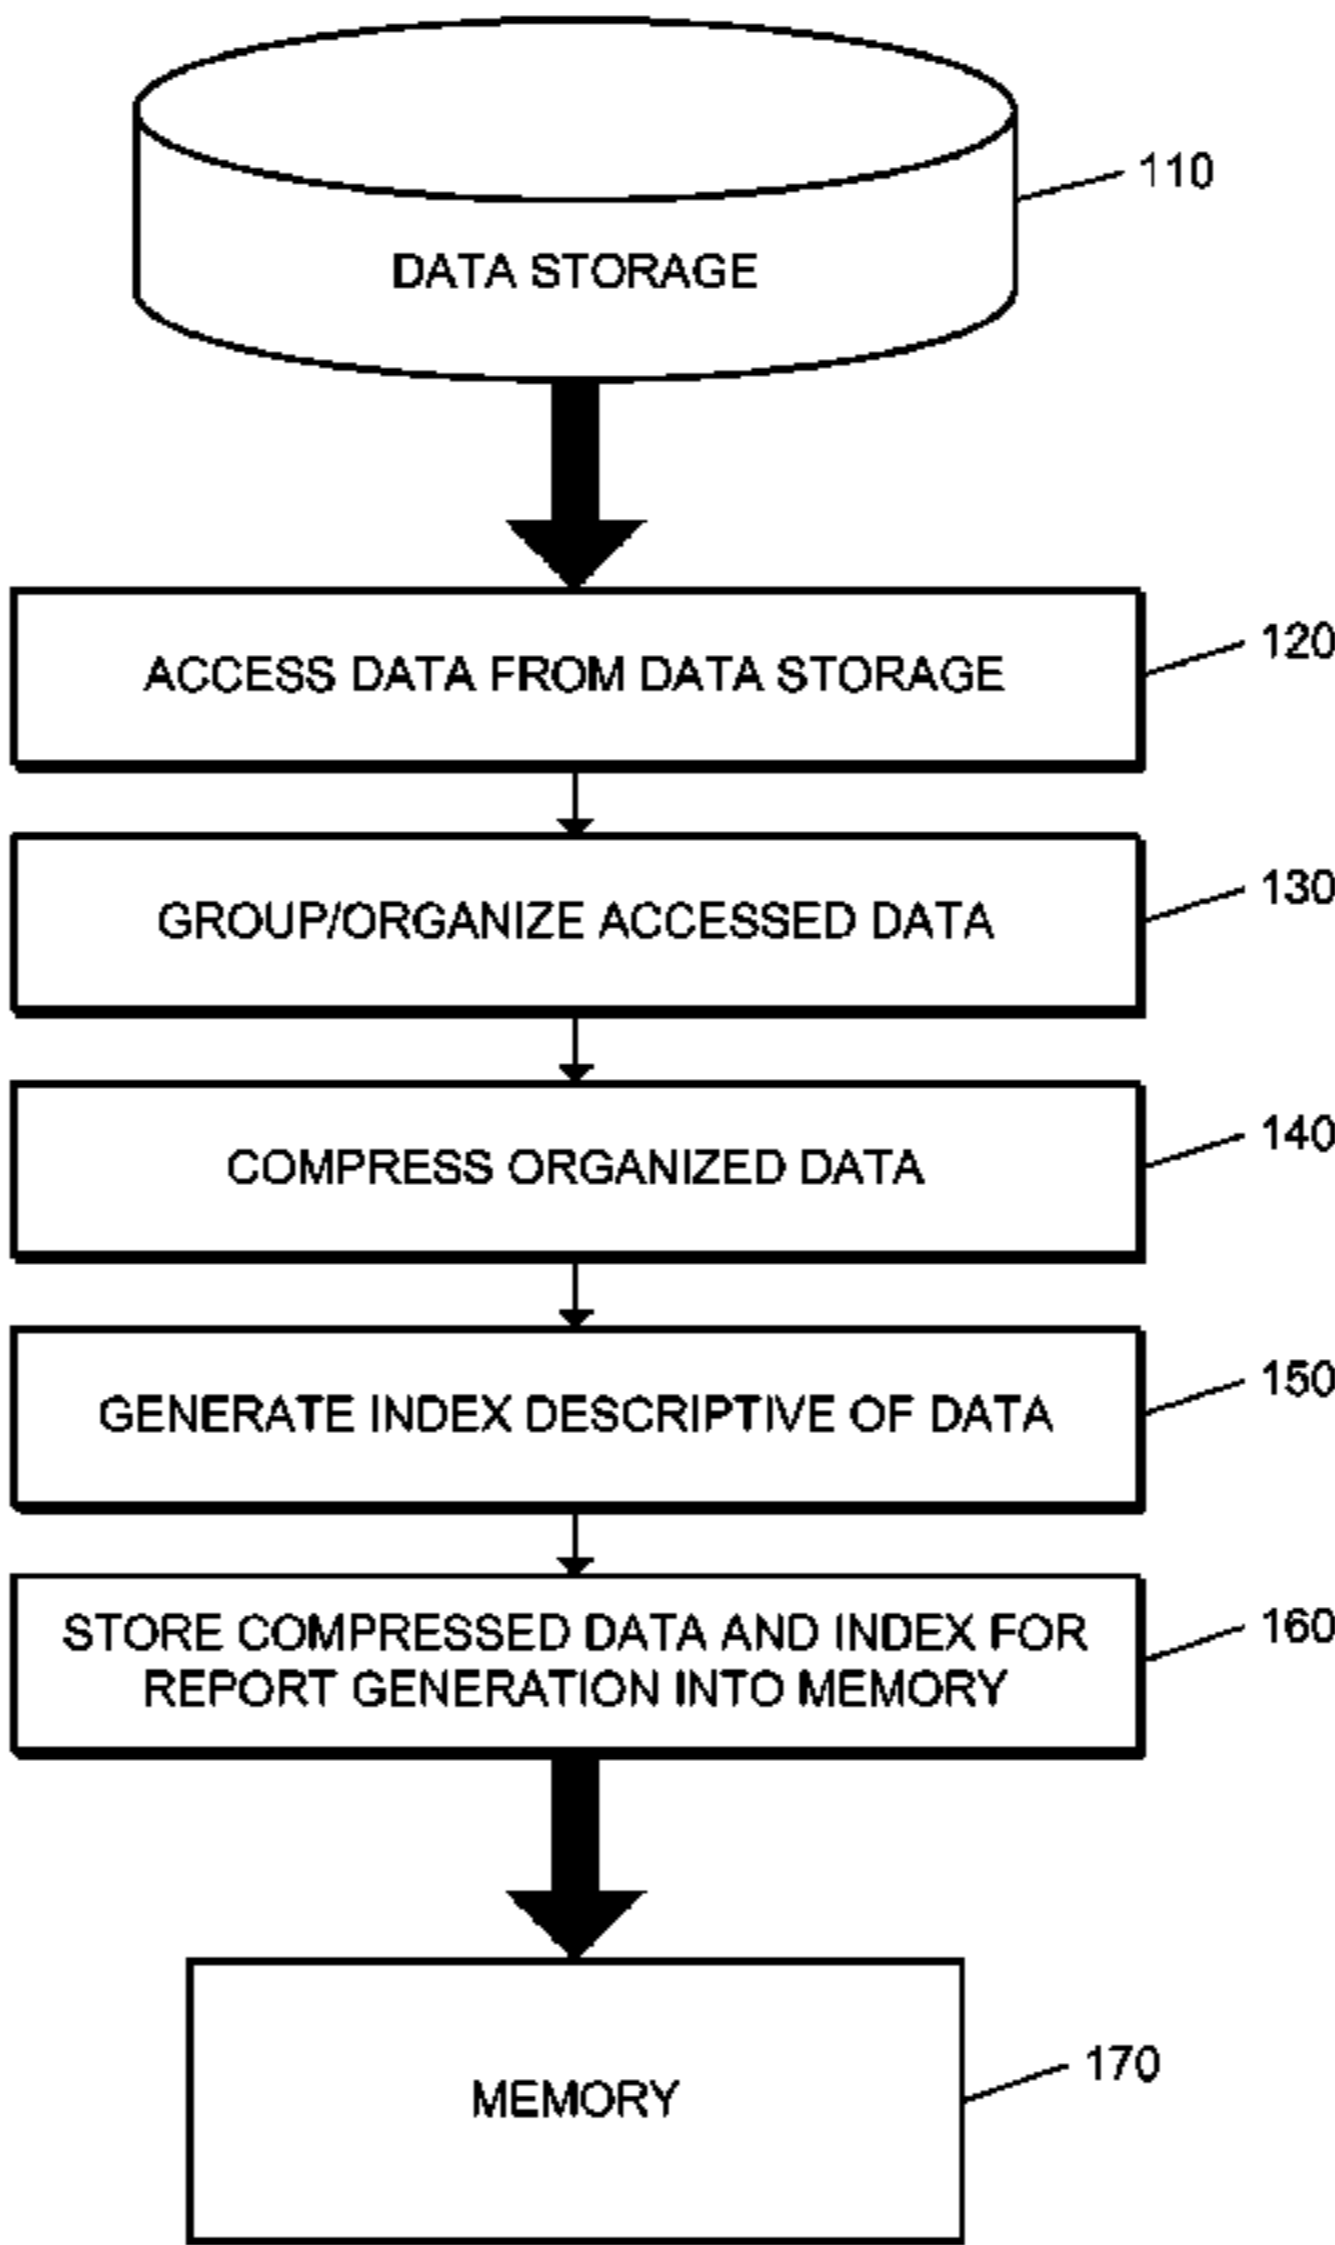 110
DATA STORAGE
120
ACCESS DATA FROM DATA STORAGE
130
GROUP/ORGANIZE ACCESSED DATA
140
COMPRESS ORGANIZED DATA
150
GENERATE INDEX DESCRIPTIVE OF DATA
160
STORE COMPRESSED DATA AND INDEX FOR
REPORT GENERATION INTO MEMORY
170
MEMORY